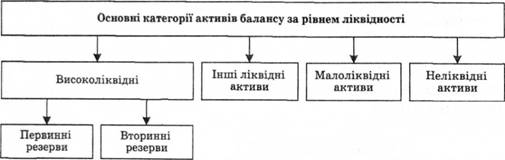 Основні категорії активів балансу за рівнем ліквідності
Високоліквідні
Інші ліквідні
активи
Малоліквідні
активи
Неліквідні
активи
Первинні
резерви
Вторинні
резерви